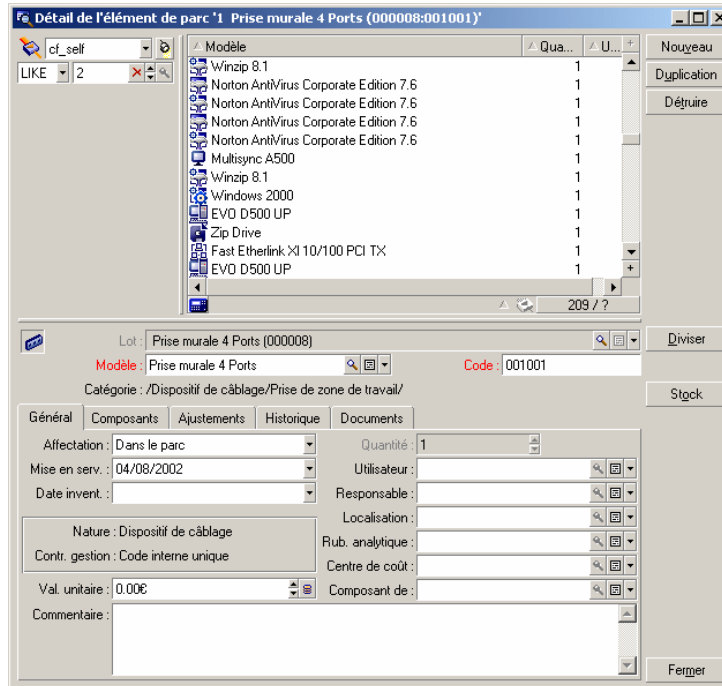 Détail de l'élément de parc '1 Prise murale 4 Ports (000008:001001)'
cf_self
LIKE 2
Modèle Qua... U...
Winzip 8.1 1
Norton AntiVirus Corporate Edition 7.6 1
Norton AntiVirus Corporate Edition 7.6 1
Norton AntiVirus Corporate Edition 7.6 1
Norton AntiVirus Corporate Edition 7.6 1
Multisync A500 1
Winzip 8.1 1
Windows 2000 1
EVO D500 UP 1
Zip Drive 1
Fast Etherlink XI 10/100 PCI TX 1
EVO D500 UP 1
209 / ?
Nouveau
Duplication
Détruire
Lot : Prise murale 4 Ports (000008)
Diviser
Modèle : Prise murale 4 Ports Code : 001001
Catégorie : /Dispositif de câblage/Prise de zone de travail/
Stock
Général Composants Ajustements Historique Documents
Affectation : Dans le parc Quantité : 1
Mise en serv. : 04/08/2002 Utilisateur :
Date invent. : Responsable :
Localisation :
Nature : Dispositif de câblage
Rub. analytique :
Contr. gestion : Code interne unique
Centre de coût :
Val. unitaire : 0.00€ Composant de :
Commentaire :
Fermer